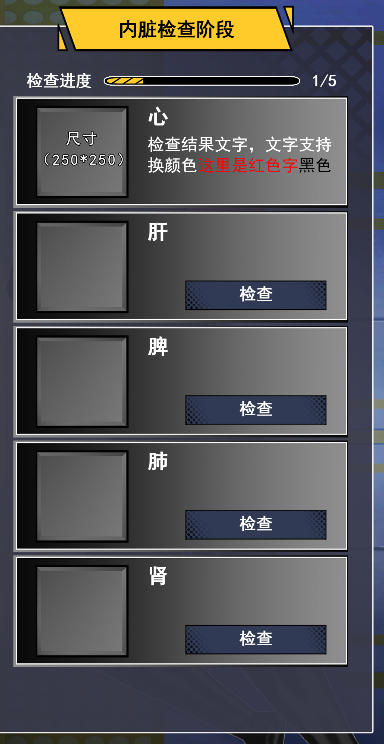 内脏检查阶段
检查进度 1/5
尺寸
（250*250）
心
检查结果文字，文字支持
换颜色这里是红色字黑色
肝
检查
脾
检查
肺
检查
肾
检查